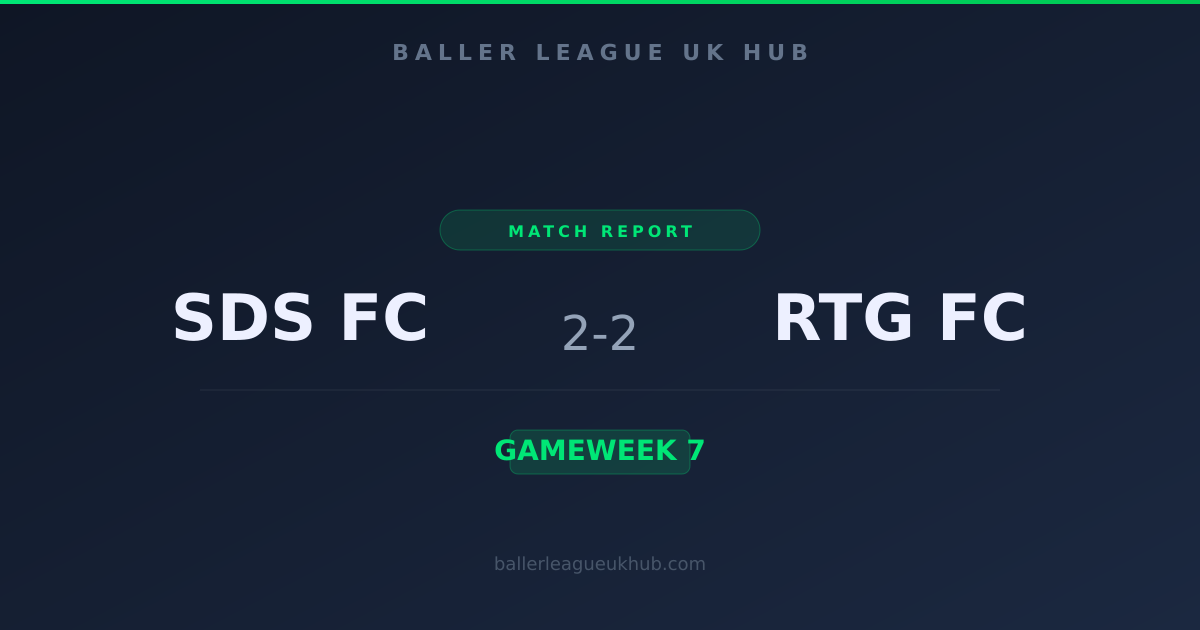 BALLER LEAGUE UK HUB
MATCH REPORT
SDS FC 2-2 RTG FC
GAMEWEEK 7
ballerleagueukhub.com